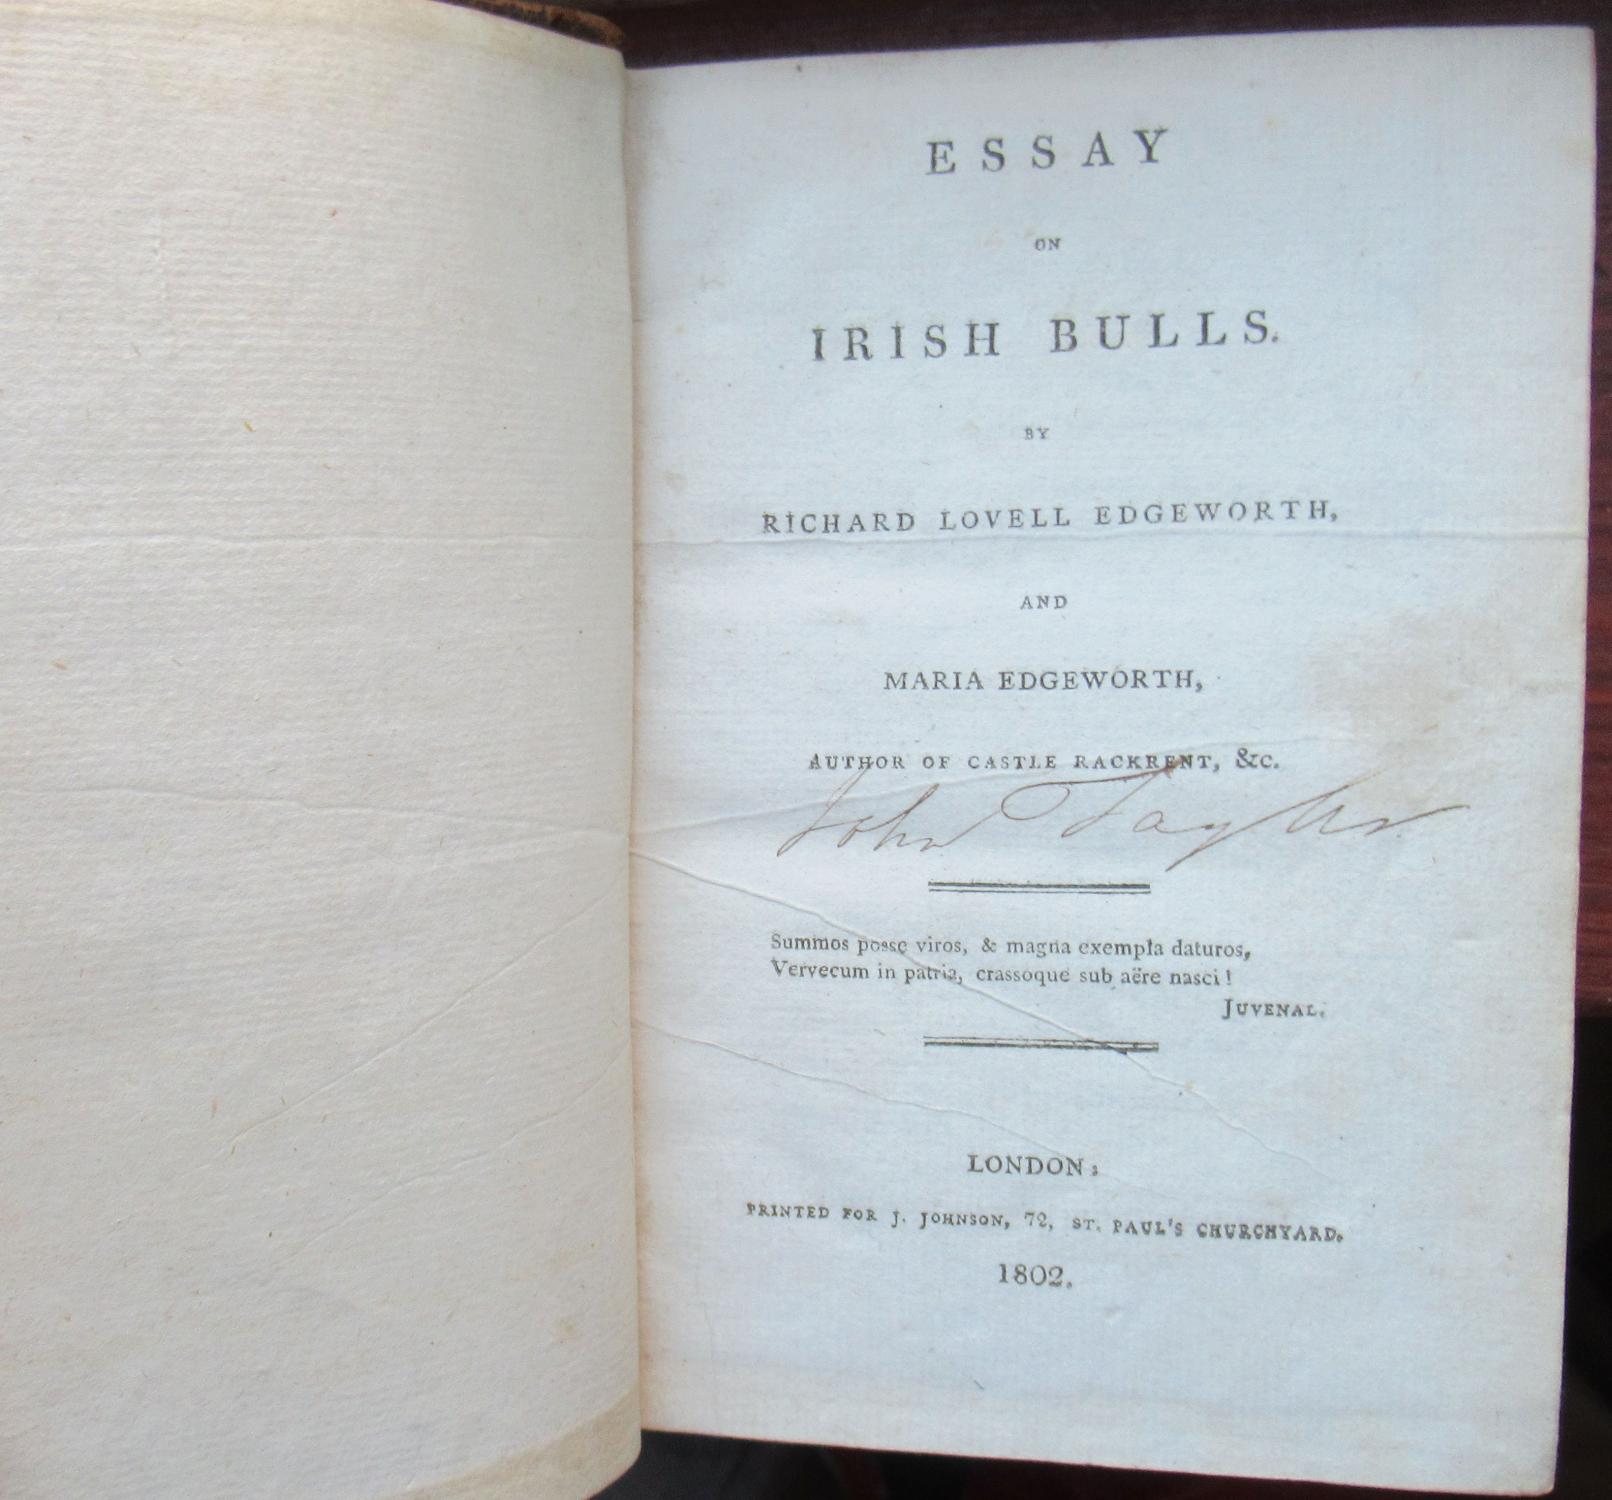 ESSAY
ON
IRISH BULLS.
BY
RICHARD LOVELL EDGEWORTH,
AND
MARIA EDGEWORTH,
AUTHOR OF CASTLE RACKRENT, &c.
John Taylor
Summos posse viros, & magna exempla daturos,
Vervecum in patria, crassoque sub aëre nasci!
JUVENAL.
LONDON:
PRINTED FOR J. JOHNSON, 72, ST. PAUL'S CHURCHYARD.
1802.